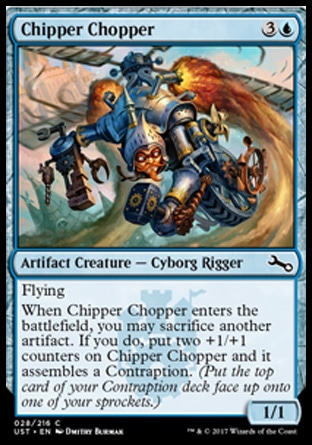 Chipper Chopper 3
Artifact Creature — Cyborg Rigger
Flying
When Chipper Chopper enters the
battlefield, you may sacrifice another
artifact. If you do, put two +1/+1
counters on Chipper Chopper and it
assembles a Contraption. (Put the top
card of your Contraption deck face up onto
one of your sprockets.)
1/1
028/216 C
UST • EN Dmitry Burmak
™ & © 2017 Wizards of the Coast